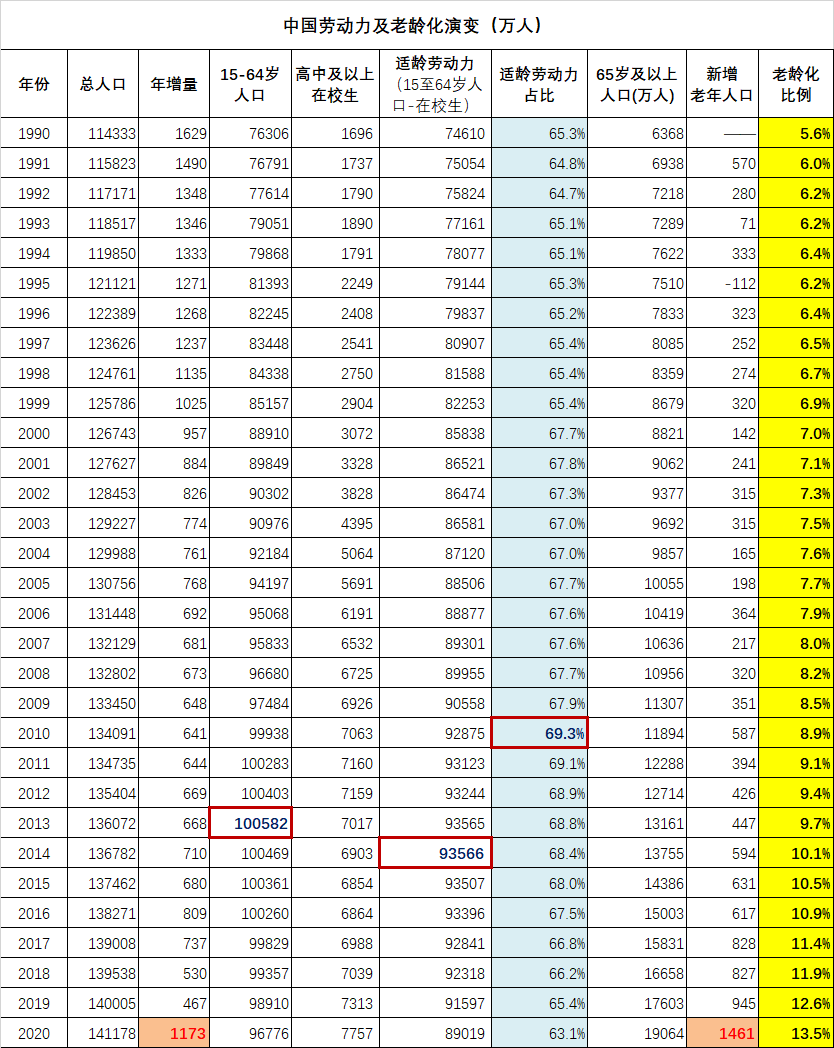 中国劳动力及老龄化演变（万人）
年份 总人口 年增量 15-64岁人口 高中及以上在校生 适龄劳动力（15至64岁人口-在校生） 适龄劳动力占比 65岁及以上人口(万人) 新增老年人口 老龄化比例
1990 114333 1629 76306 1696 74610 65.3% 6368 —— 5.6%
1991 115823 1490 76791 1737 75054 64.8% 6938 570 6.0%
1992 117171 1348 77614 1790 75824 64.7% 7218 280 6.2%
1993 118517 1346 79051 1890 77161 65.1% 7289 71 6.2%
1994 119850 1333 79868 1791 78077 65.1% 7622 333 6.4%
1995 121121 1271 81393 2249 79144 65.3% 7510 -112 6.2%
1996 122389 1268 82245 2408 79837 65.2% 7833 323 6.4%
1997 123626 1237 83448 2541 80907 65.4% 8085 252 6.5%
1998 124761 1135 84338 2750 81588 65.4% 8359 274 6.7%
1999 125786 1025 85157 2904 82253 65.4% 8679 320 6.9%
2000 126743 957 88910 3072 85838 67.7% 8821 142 7.0%
2001 127627 884 89849 3328 86521 67.8% 9062 241 7.1%
2002 128453 826 90302 3828 86474 67.3% 9377 315 7.3%
2003 129227 774 90976 4395 86581 67.0% 9692 315 7.5%
2004 129988 761 92184 5064 87120 67.0% 9857 165 7.6%
2005 130756 768 94197 5691 88506 67.7% 10055 198 7.7%
2006 131448 692 95068 6191 88877 67.6% 10419 364 7.9%
2007 132129 681 95833 6532 89301 67.6% 10636 217 8.0%
2008 132802 673 96680 6725 89955 67.7% 10956 320 8.2%
2009 133450 648 97484 6926 90558 67.9% 11307 351 8.5%
2010 134091 641 99938 7063 92875 69.3% 11894 587 8.9%
2011 134735 644 100283 7160 93123 69.1% 12288 394 9.1%
2012 135404 669 100403 7159 93244 68.9% 12714 426 9.4%
2013 136072 668 100582 7017 93565 68.8% 13161 447 9.7%
2014 136782 710 100469 6903 93566 68.4% 13755 594 10.1%
2015 137462 680 100361 6854 93507 68.0% 14386 631 10.5%
2016 138271 809 100260 6864 93396 67.5% 15003 617 10.9%
2017 139008 737 99829 6988 92841 66.8% 15831 828 11.4%
2018 139538 530 99357 7039 92318 66.2% 16658 827 11.9%
2019 140005 467 98910 7313 91597 65.4% 17603 945 12.6%
2020 141178 1173 96776 7757 89019 63.1% 19064 1461 13.5%